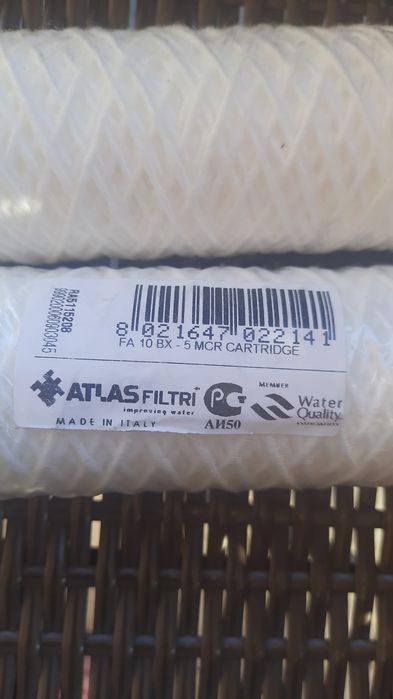 RA5115208
8 021647 022141
FA 10 BX - 5 MCR CARTRIDGE
ATLAS FILTRI
improving water
MADE IN ITALY
АИ50
MEMBER
Water
Quality